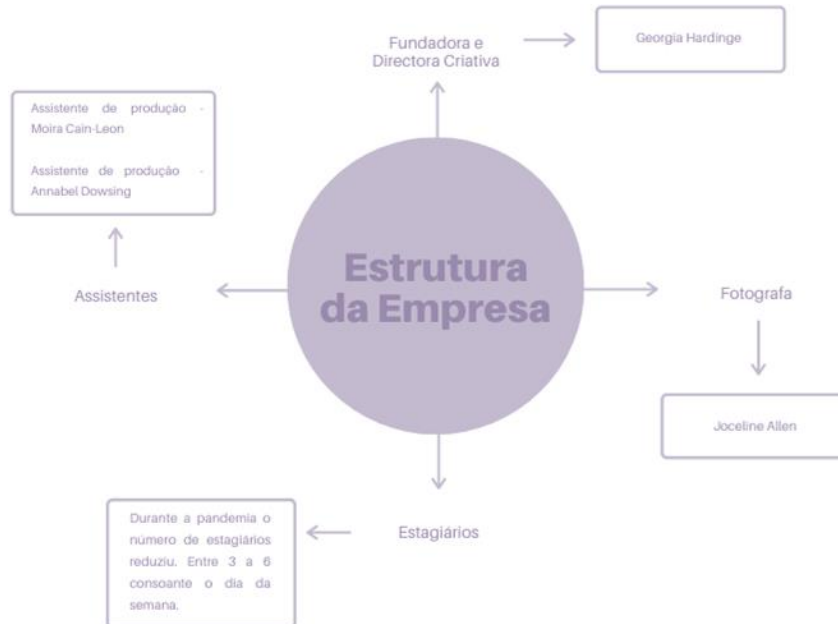 Fundadora e
Directora Criativa
Georgia Hardinge
Assistente de produção -
Moira Cain-Leon
Assistente de produção -
Annabel Dowsing
Estrutura
da Empresa
Assistentes
Fotografa
Joceline Allen
Estagiários
Durante a pandemia o
número de estagiários
reduziu. Entre 3 a 6
consoante o dia da
semana.